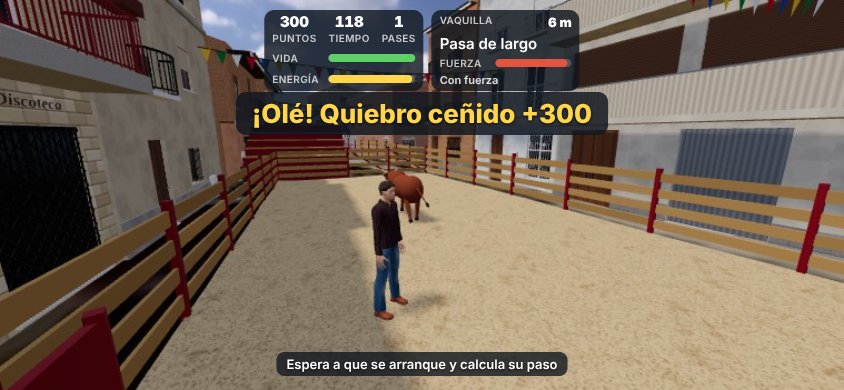 300 118 1
PUNTOS TIEMPO PASES
VIDA
ENERGÍA
VAQUILLA 6 m
Pasa de largo
FUERZA
Con fuerza
¡Olé! Quiebro ceñido +300
Discoteca
Espera a que se arranque y calcula su paso